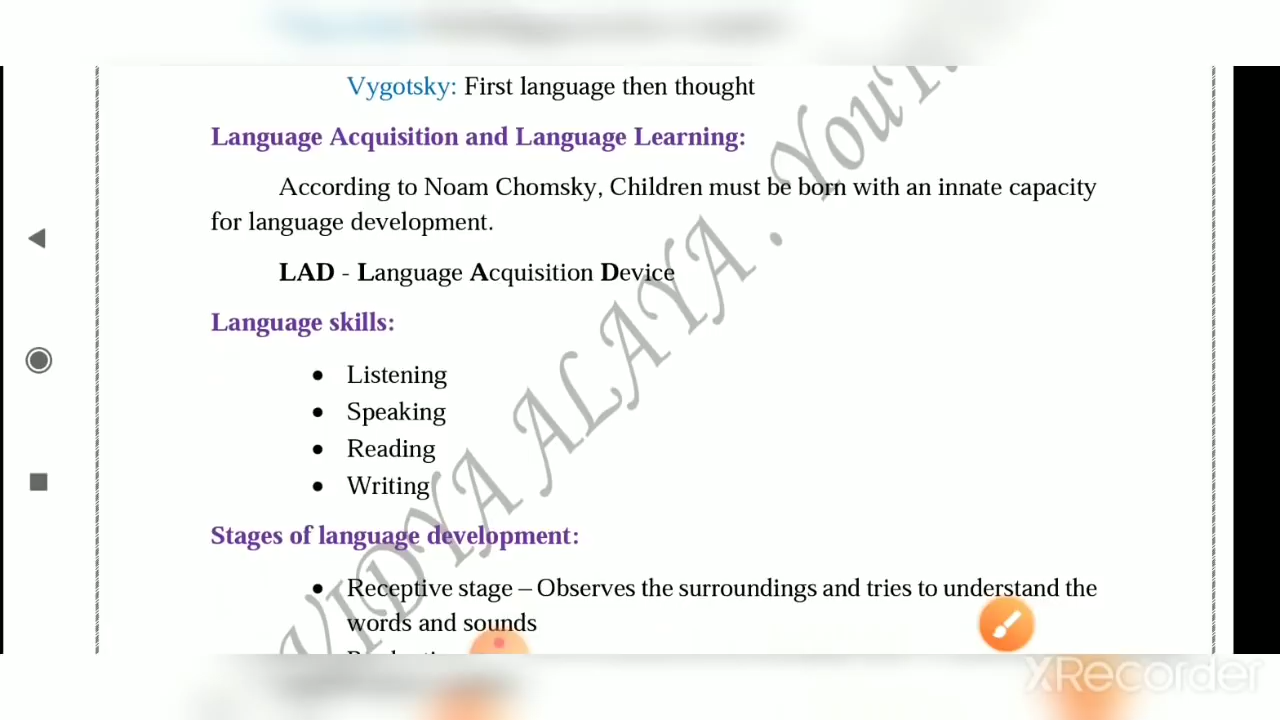 Vygotsky: First language then thought
Language Acquisition and Language Learning:
According to Noam Chomsky, Children must be born with an innate capacity
for language development.
LAD - Language Acquisition Device
Language skills:
• Listening
• Speaking
• Reading
• Writing
Stages of language development:
• Receptive stage – Observes the surroundings and tries to understand the
words and sounds
VIDYA ALAYA . YouT
XRecorder